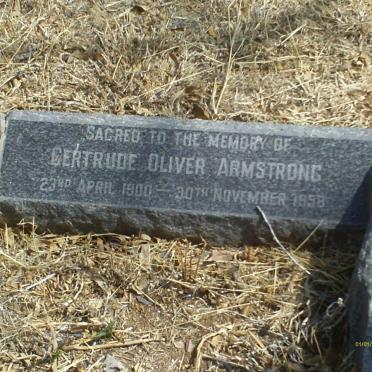 SACRED TO THE MEMORY OF
GERTRUDE OLIVER ARMSTRONG
23RD APRIL 1900 — 30TH NOVEMBER 1958